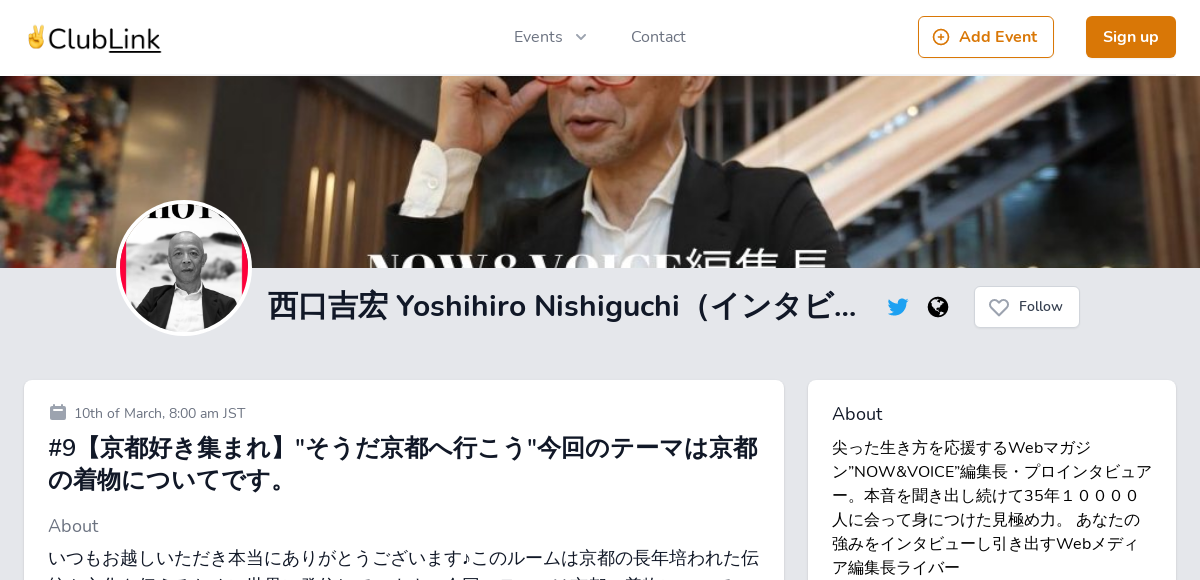 ClubLink
Events
Contact
Add Event
Sign up
NOW&VOICE編集長
西口吉宏 Yoshihiro Nishiguchi（インタビ...
Follow
10th of March, 8:00 am JST
#9【京都好き集まれ】"そうだ京都へ行こう"今回のテーマは京都
の着物についてです。
About
いつもお越しいただき本当にありがとうございます♪このルームは京都の長年培われた伝
About
尖った生き方を応援するWebマガジ
ン”NOW&VOICE”編集長・プロインタビュア
ー。本音を聞き出し続けて35年１００００
人に会って身につけた見極め力。 あなたの
強みをインタビューし引き出すWebメディ
ア編集長ライバー